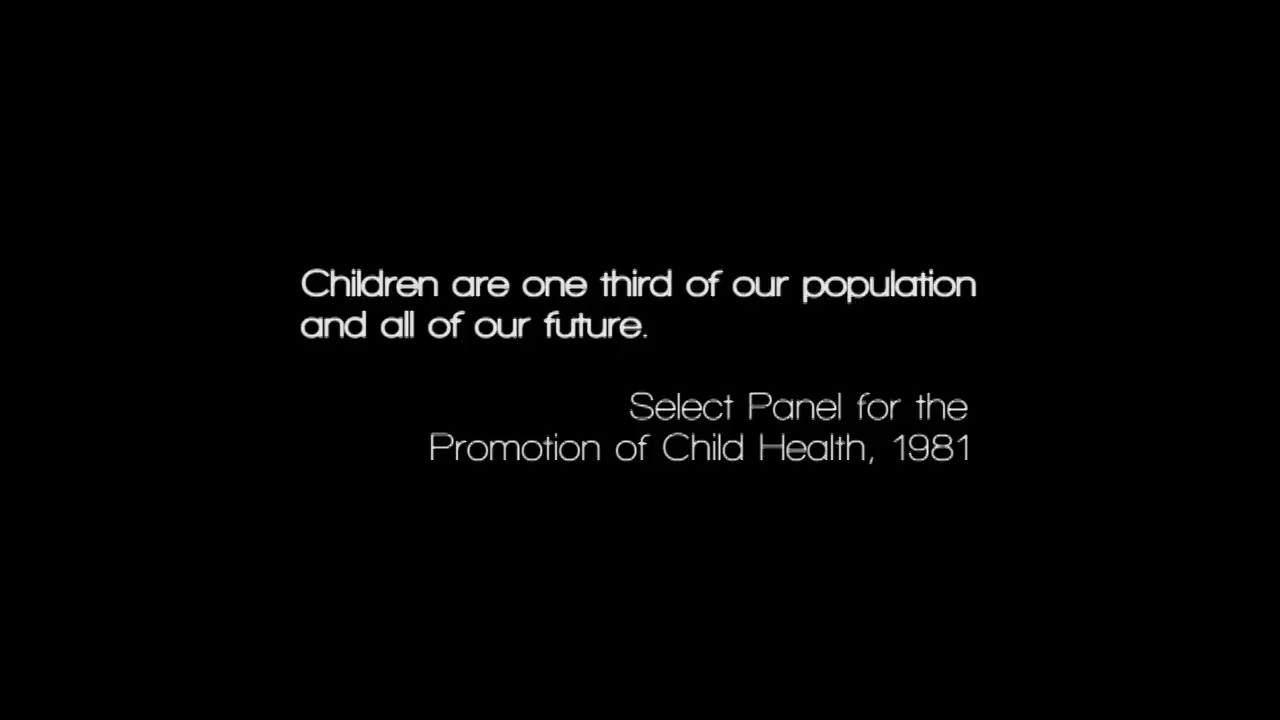 Children are one third of our population
and all of our future.
Select Panel for the
Promotion of Child Health, 1981